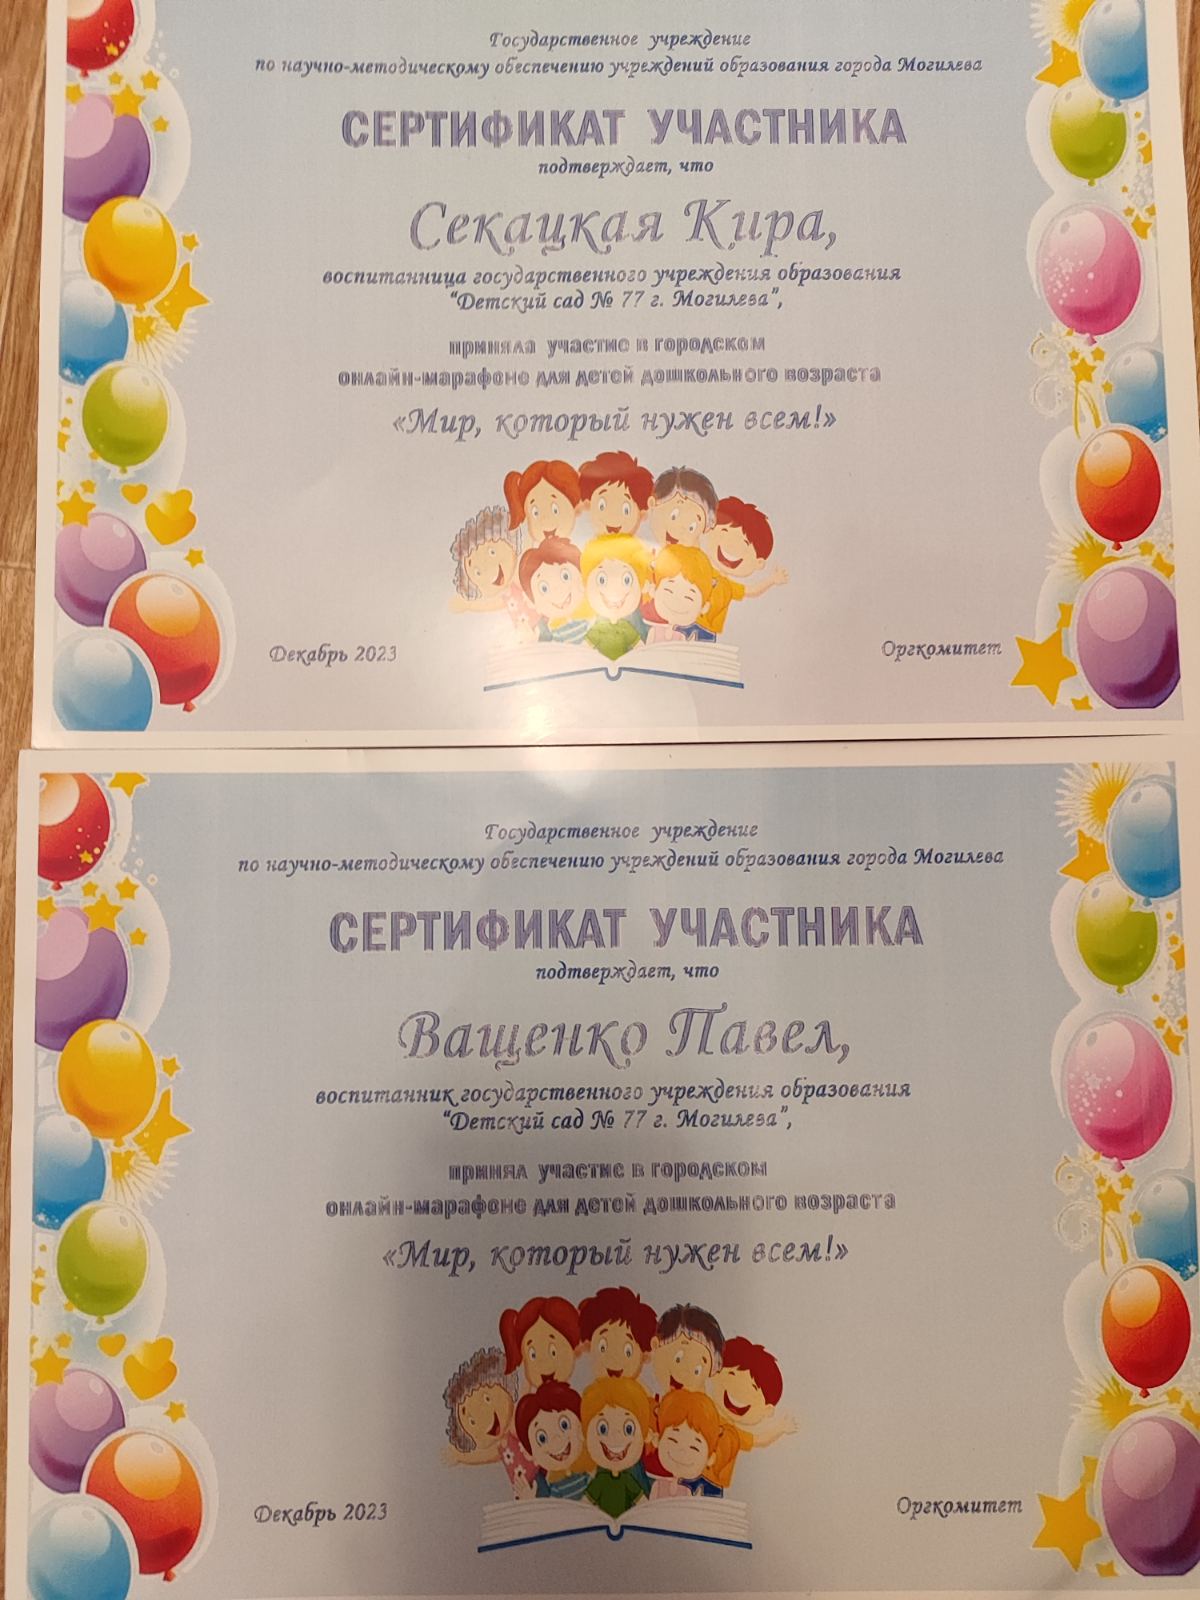 Государственное учреждение
по научно-методическому обеспечению учреждений образования города Могилева
СЕРТИФИКАТ УЧАСТНИКА
подтверждает, что
Секацкая Кира,
воспитанница государственного учреждения образования
“Детский сад № 77 г. Могилева”,
приняла участие в городском
онлайн-марафоне для детей дошкольного возраста
«Мир, который нужен всем!»
Декабрь 2023
Оргкомитет
Государственное учреждение
по научно-методическому обеспечению учреждений образования города Могилева
СЕРТИФИКАТ УЧАСТНИКА
подтверждает, что
Ващенко Павел,
воспитанник государственного учреждения образования
“Детский сад № 77 г. Могилева”,
принял участие в городском
онлайн-марафоне для детей дошкольного возраста
«Мир, который нужен всем!»
Декабрь 2023
Оргкомитет